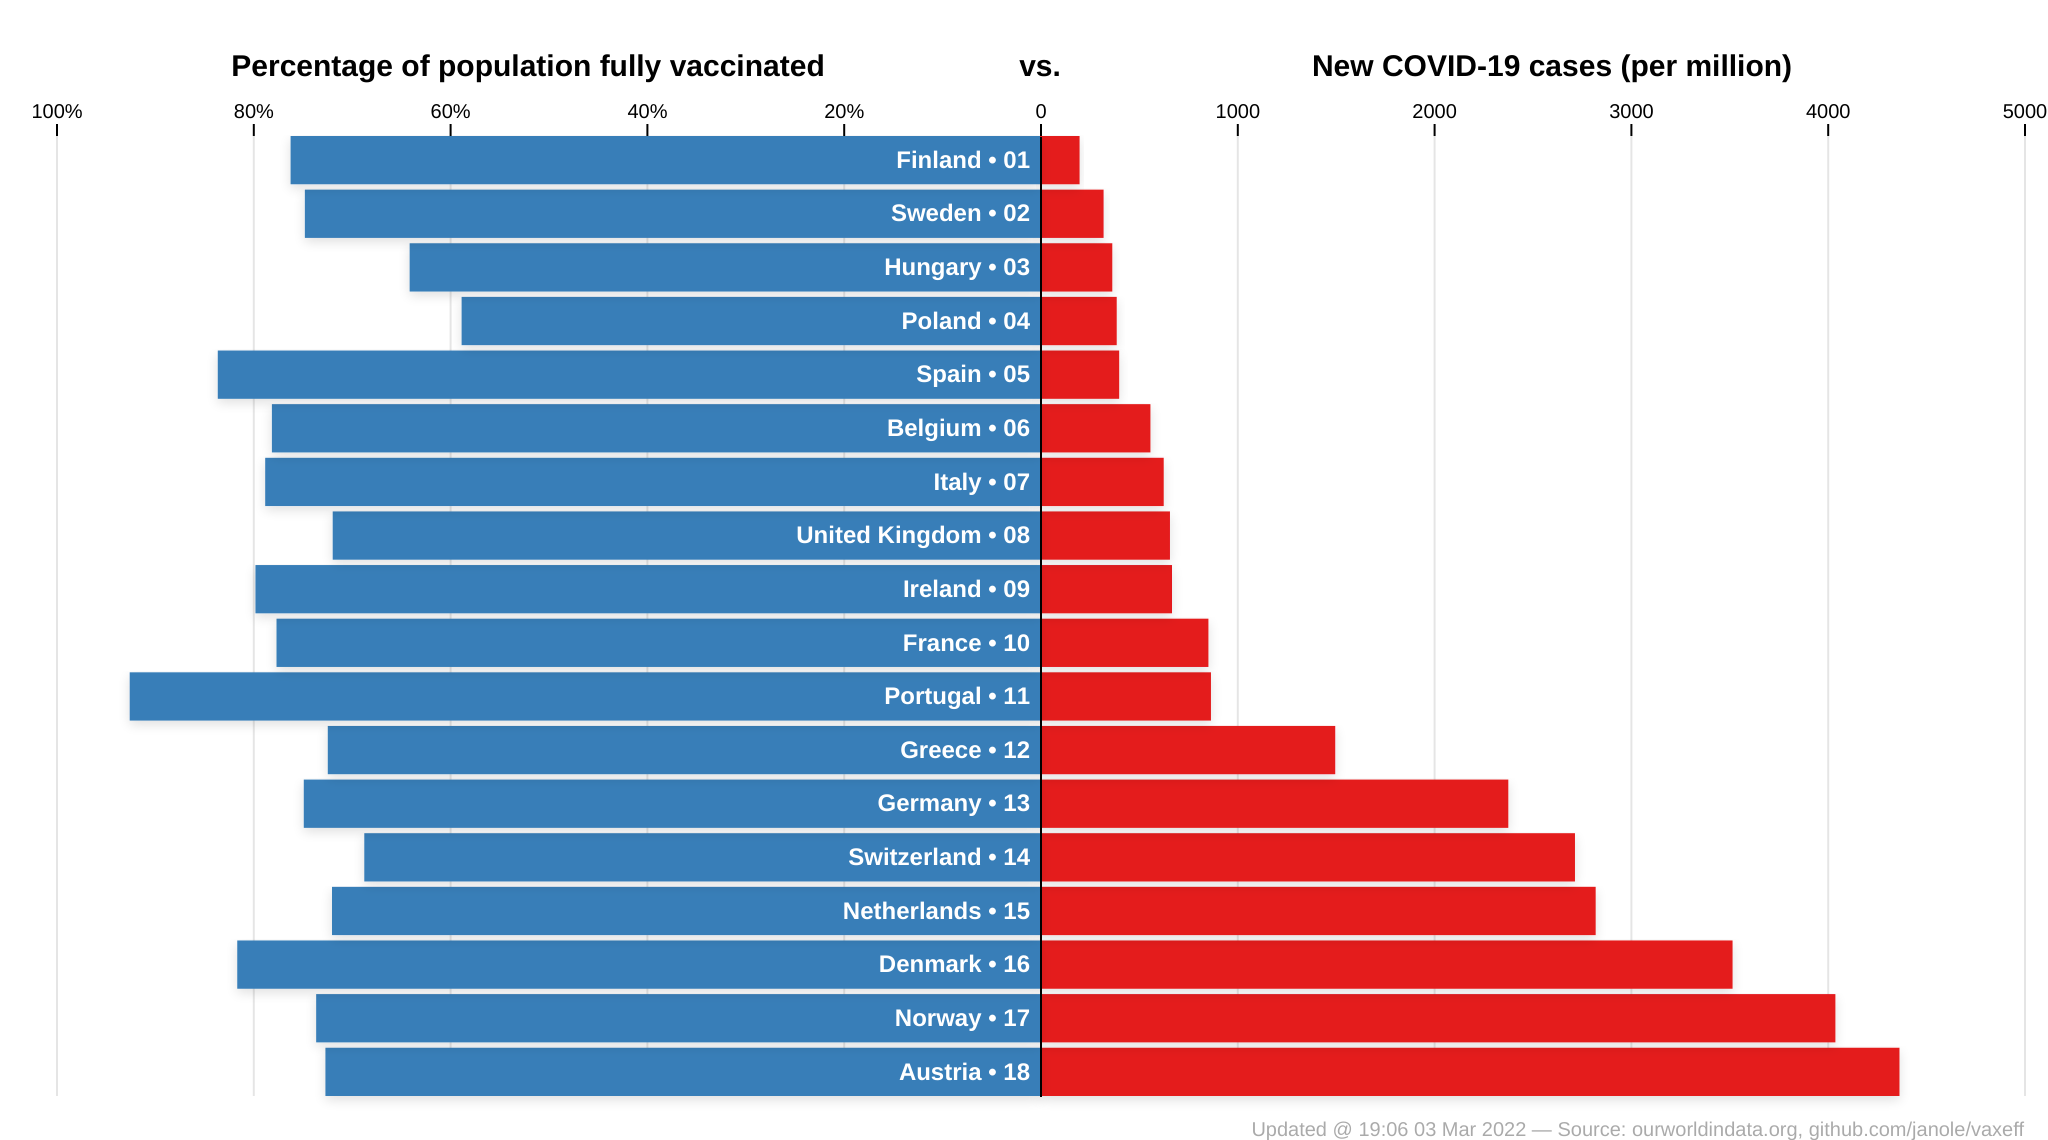 Percentage of population fully vaccinated vs. New COVID-19 cases (per million)
100% 80% 60% 40% 20% 0 1000 2000 3000 4000 5000
Finland • 01
Sweden • 02
Hungary • 03
Poland • 04
Spain • 05
Belgium • 06
Italy • 07
United Kingdom • 08
Ireland • 09
France • 10
Portugal • 11
Greece • 12
Germany • 13
Switzerland • 14
Netherlands • 15
Denmark • 16
Norway • 17
Austria • 18
Updated @ 19:06 03 Mar 2022 — Source: ourworldindata.org, github.com/janole/vaxeff